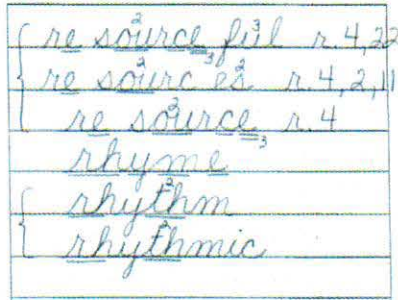 re source ful r. 4, 22
re sourc es r. 4, 2, 11
re source r. 4
rhyme
rhythm
rhythmic